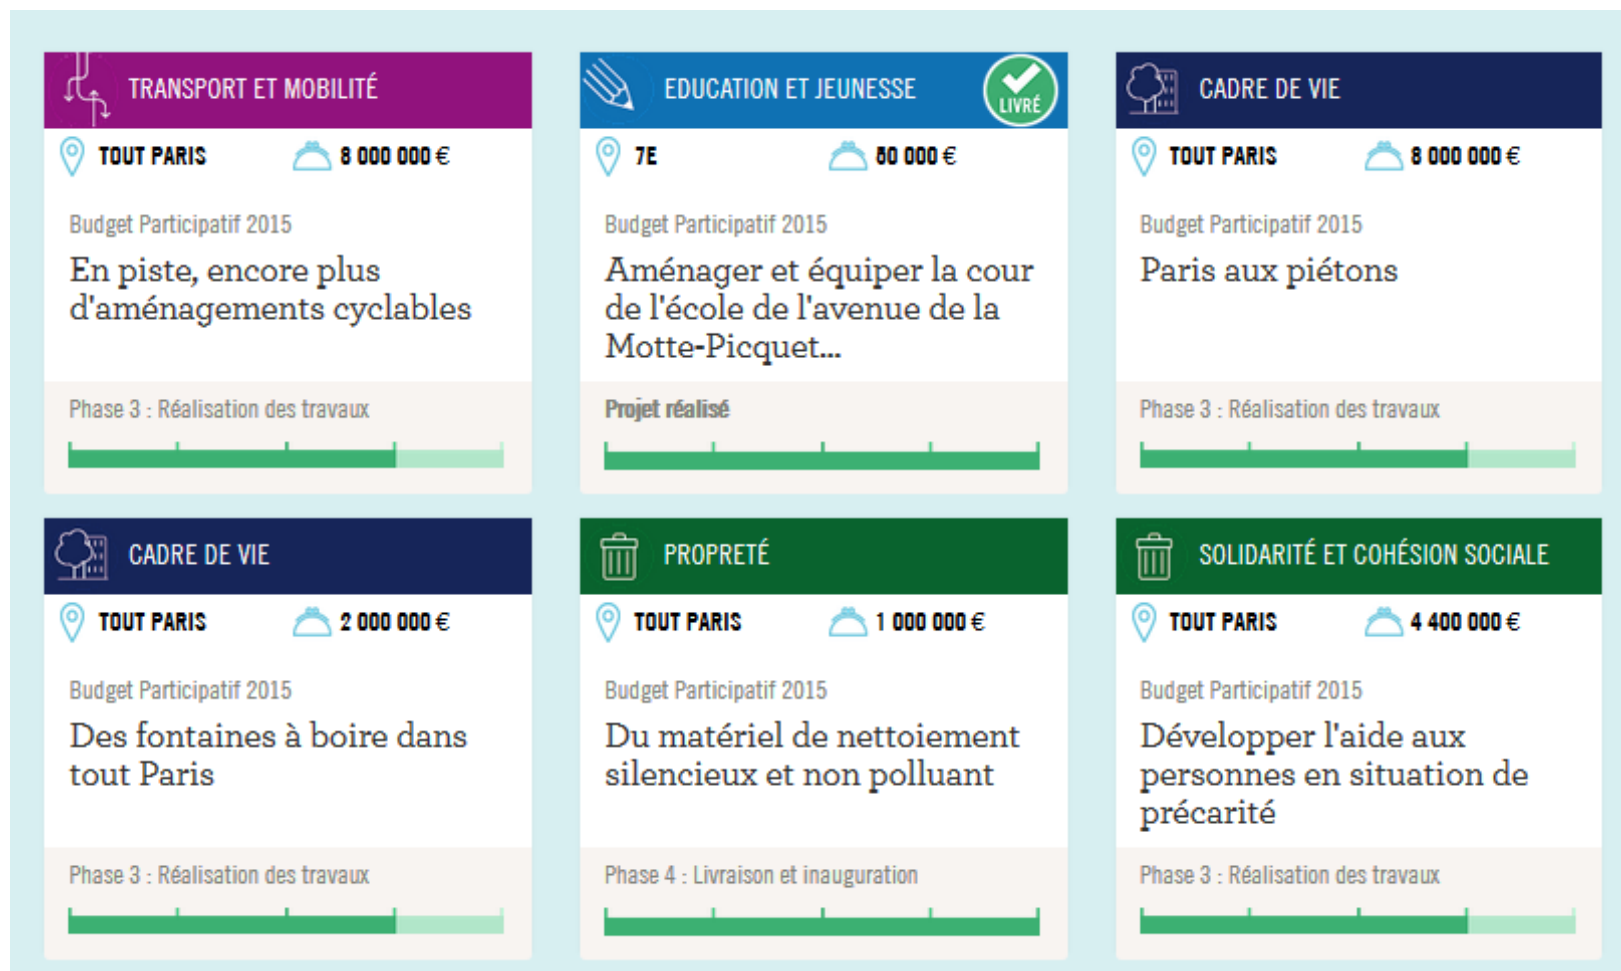 TRANSPORT ET MOBILITÉ
TOUT PARIS
8 000 000 €
Budget Participatif 2015
En piste, encore plus
d'aménagements cyclables
Phase 3 : Réalisation des travaux
EDUCATION ET JEUNESSE
LIVRÉ
7E
50 000 €
Budget Participatif 2015
Aménager et équiper la cour
de l'école de l'avenue de la
Motte-Picquet...
Projet réalisé
CADRE DE VIE
TOUT PARIS
8 000 000 €
Budget Participatif 2015
Paris aux piétons
Phase 3 : Réalisation des travaux
CADRE DE VIE
TOUT PARIS
2 000 000 €
Budget Participatif 2015
Des fontaines à boire dans
tout Paris
Phase 3 : Réalisation des travaux
PROPRETÉ
TOUT PARIS
1 000 000 €
Budget Participatif 2015
Du matériel de nettoiement
silencieux et non polluant
Phase 4 : Livraison et inauguration
SOLIDARITÉ ET COHÉSION SOCIALE
TOUT PARIS
4 400 000 €
Budget Participatif 2015
Développer l'aide aux
personnes en situation de
précarité
Phase 3 : Réalisation des travaux